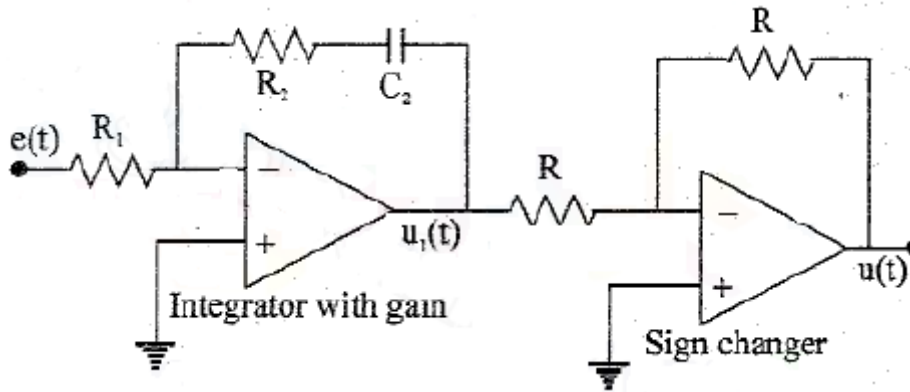 R
R₂
C₂
e(t)
R₁
−
+
u₁(t)
R
−
+
u(t)
Integrator with gain
Sign changer